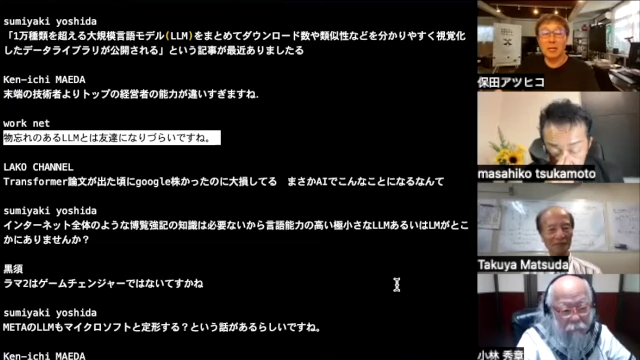 sumiyaki yoshida
「1万種類を超える大規模言語モデル(LLM)をまとめてダウンロード数や類似性などを分かりやすく視覚化
したデータライブラリが公開される」という記事が最近ありましたる
Ken-ichi MAEDA
末端の技術者よりトップの経営者の能力が違いすぎますね.
work net
物忘れのあるLLMとは友達になりづらいですね。
LAKO CHANNEL
Transformer論文が出た頃にgoogle株かったのに大損してる まさかAIでこんなことになるなんて
sumiyaki yoshida
インターネット全体のような博覧強記の知識は必要ないから言語能力の高い極小さなLLMあるいはLMがとこ
かにありませんか？
黒須
ラマ2はゲームチェンジャーではないてすかね
sumiyaki yoshida
METAのLLMもマイクロソフトと定形する？という話があるらしいですね。
Ken-ichi MAEDA
保田アツヒコ
masahiko tsukamoto
Takuya Matsuda
小林 秀章